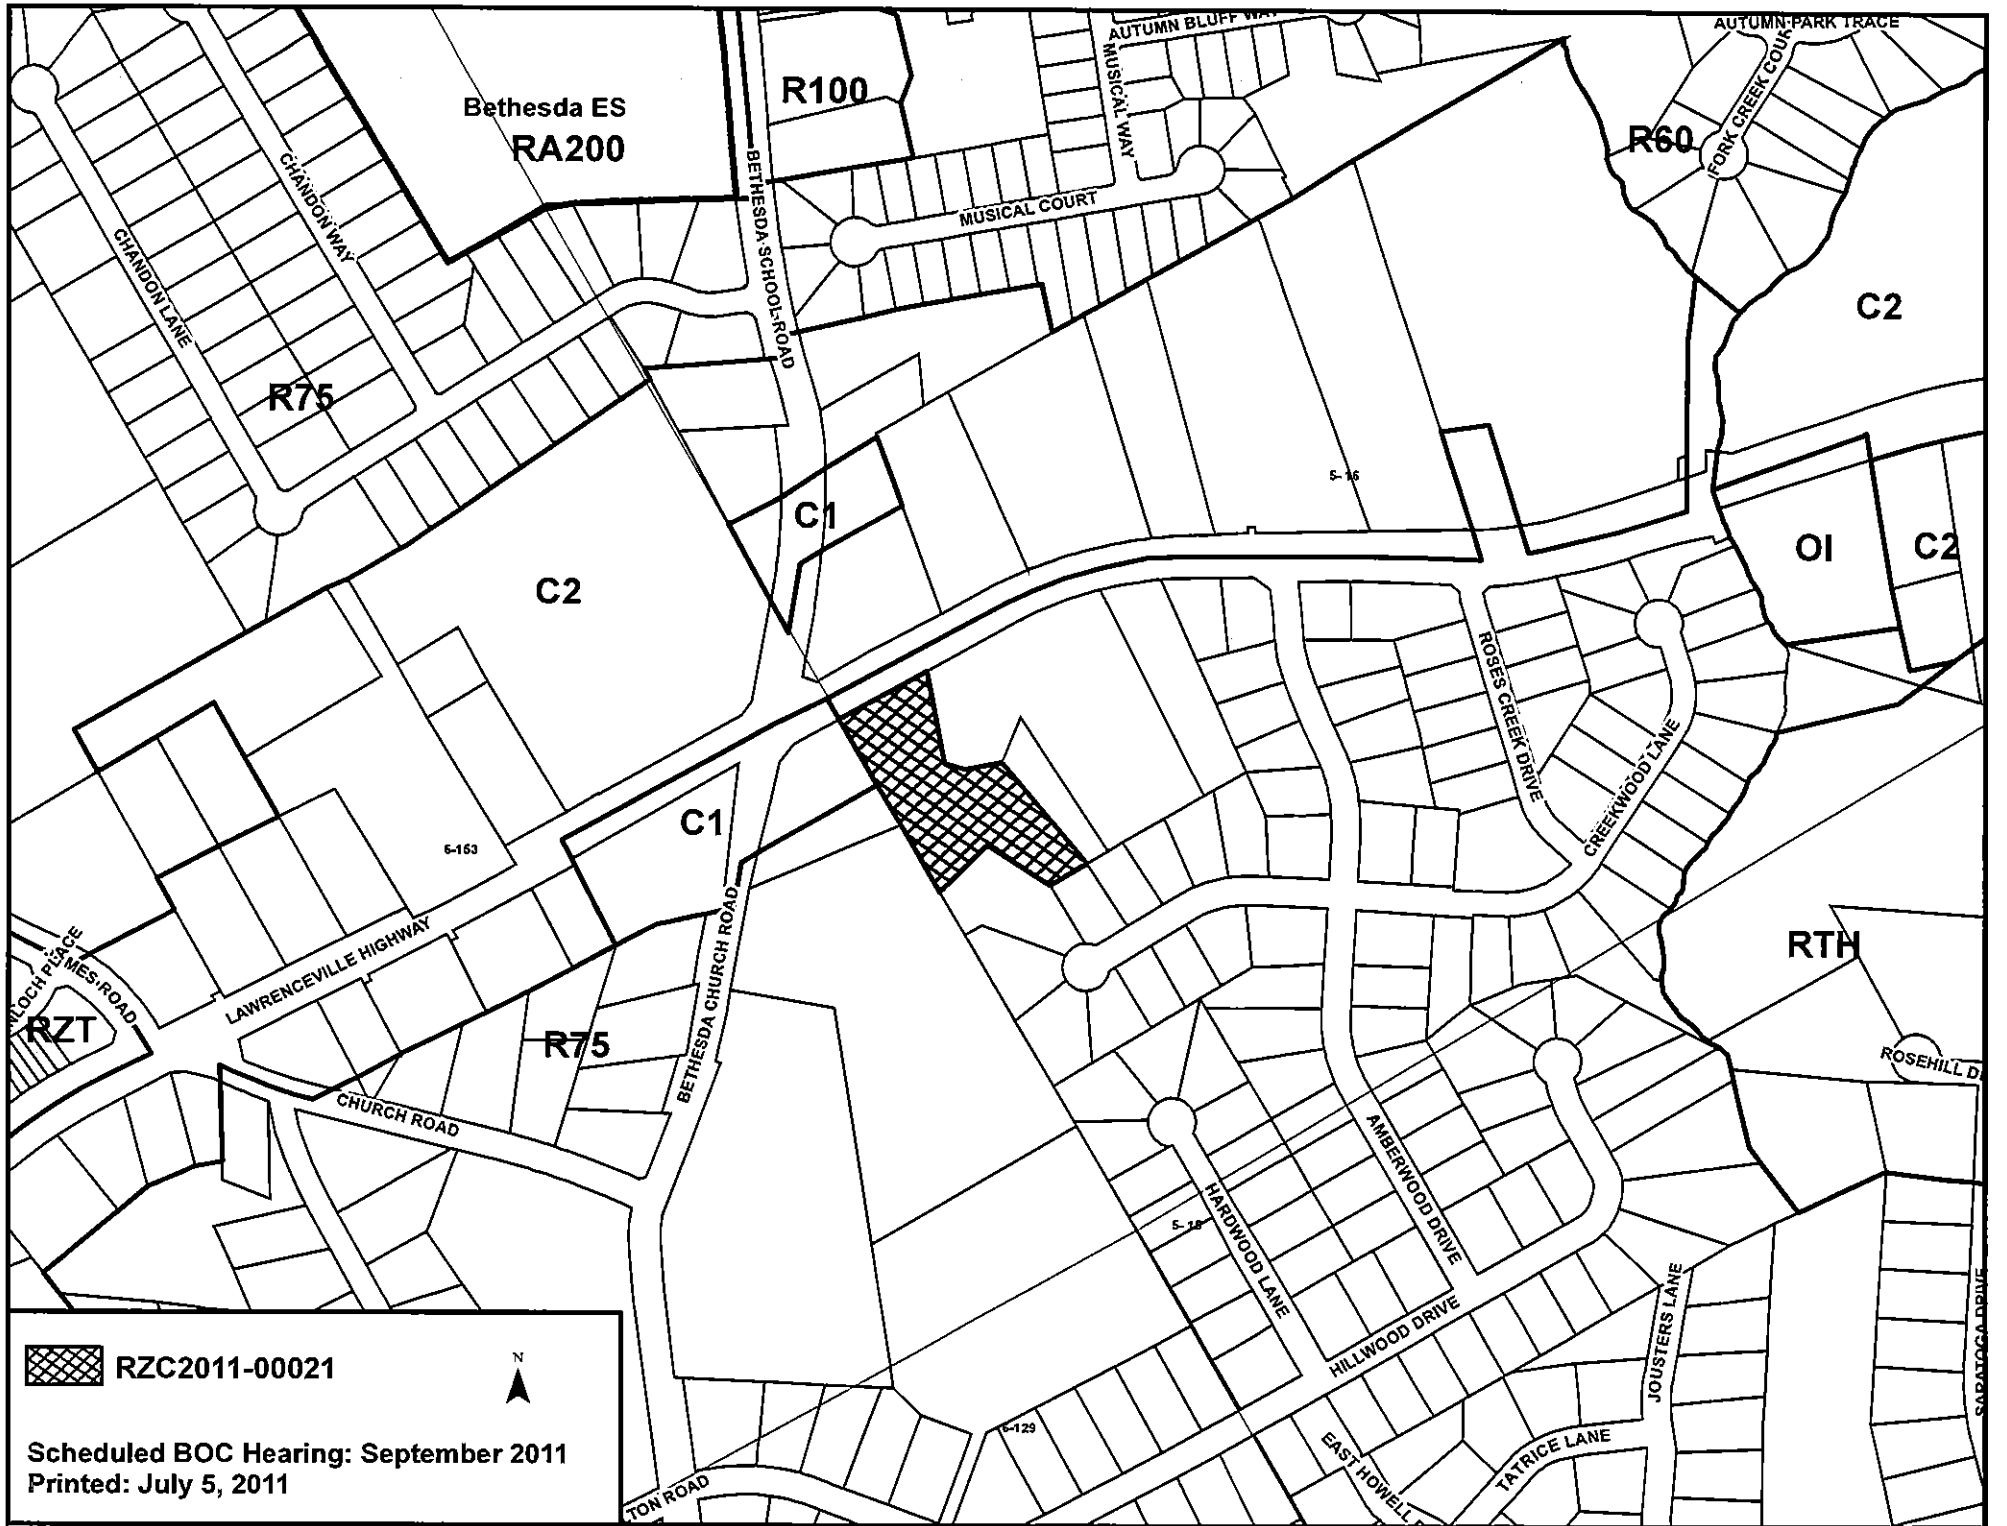 AUTUMN BLUFF WAY
AUTUMN PARK TRACE
MUSICAL WAY
R100
Bethesda ES
RA200
R60
FORK CREEK COURT
CHANDON WAY
BETHESDA SCHOOL ROAD
MUSICAL COURT
CHANDON LANE
C2
R75
5-16
C1
OI
C2
C2
ROSES CREEK DRIVE
CREEKWOOD LANE
C1
6-153
LAWRENCEVILLE HIGHWAY
BETHESDA CHURCH ROAD
RTH
PLACE
ROAD
RZT
R75
ROSEHILL D
CHURCH ROAD
AMBERWOOD DRIVE
HARDWOOD LANE
HILLWOOD DRIVE
JOUSTERS LANE
SARATOGA DRIVE
RZC2011-00021
N
Scheduled BOC Hearing: September 2011
Printed: July 5, 2011
6-129
TON ROAD
EAST HOWELL
TATRICE LANE